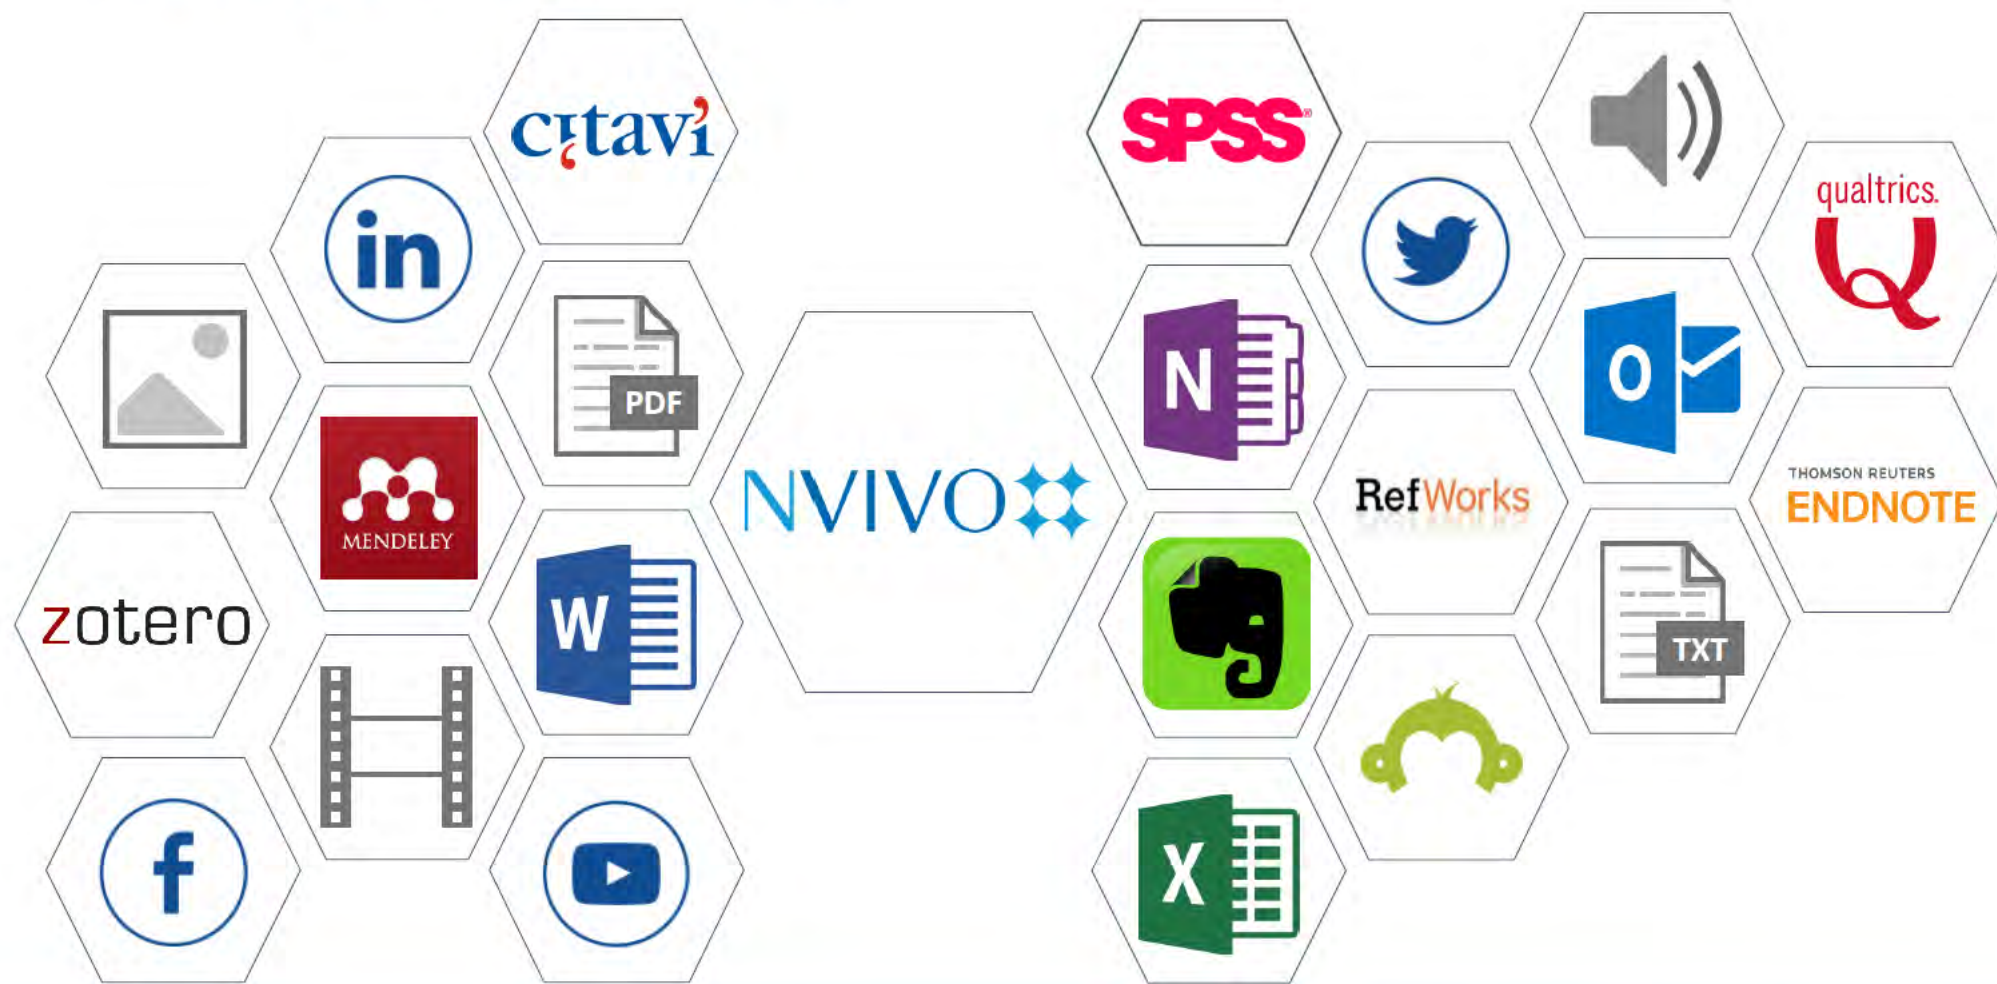 citavi
SPSS®
in
qualtrics.
Q
PDF
N
O
MENDELEY
NVIVO
RefWorks
THOMSON REUTERS
ENDNOTE
zotero
W
TXT
f
X